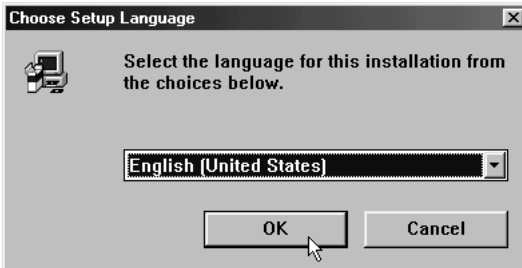 Choose Setup Language
Select the language for this installation from
the choices below.
English (United States)
OK
Cancel